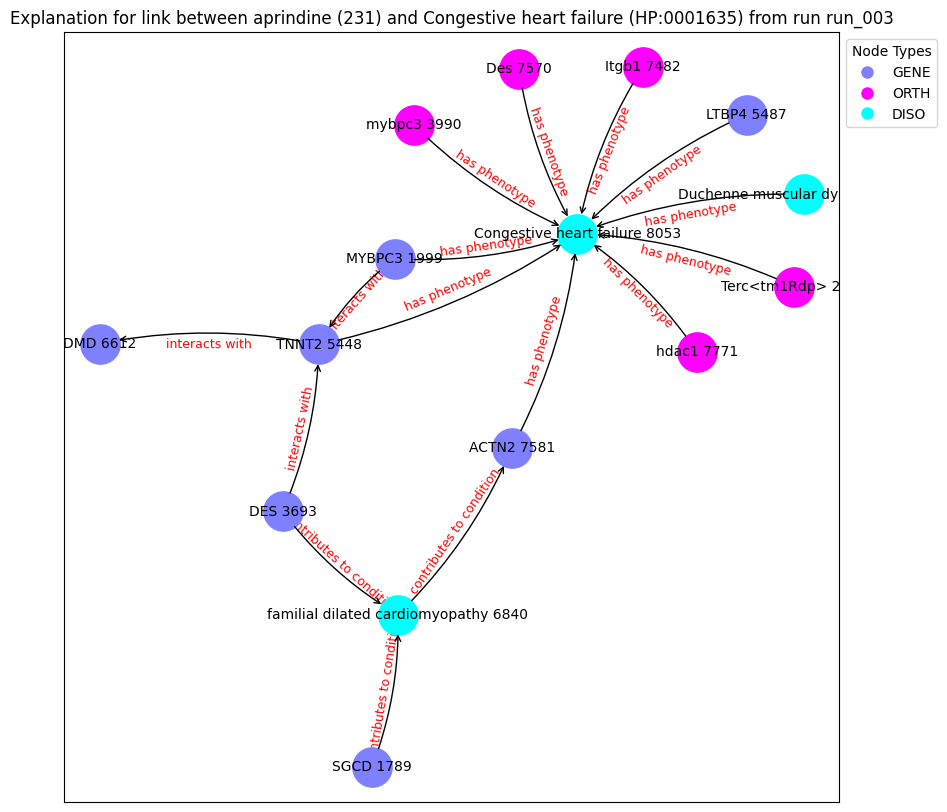 Explanation for link between aprindine (231) and Congestive heart failure (HP:0001635) from run run_003
Node Types
GENE
ORTH
DISO
Des 7570
Itgb1 7482
LTBP4 5487
mybpc3 3990
has phenotype
has phenotype
has phenotype
has phenotype
Duchenne muscular dy
has phenotype
Congestive heart failure 8053
has phenotype
MYBPC3 1999
has phenotype
Terc<tm1Rdp> 2
has phenotype
has phenotype
teracts with
DMD 6612
interacts with
TNNT2 5448
hdac1 7771
has phenotype
interacts with
ACTN2 7581
contributes to condition
DES 3693
ntributes to conditio
familial dilated cardiomyopathy 6840
ntributes to conditi
SGCD 1789